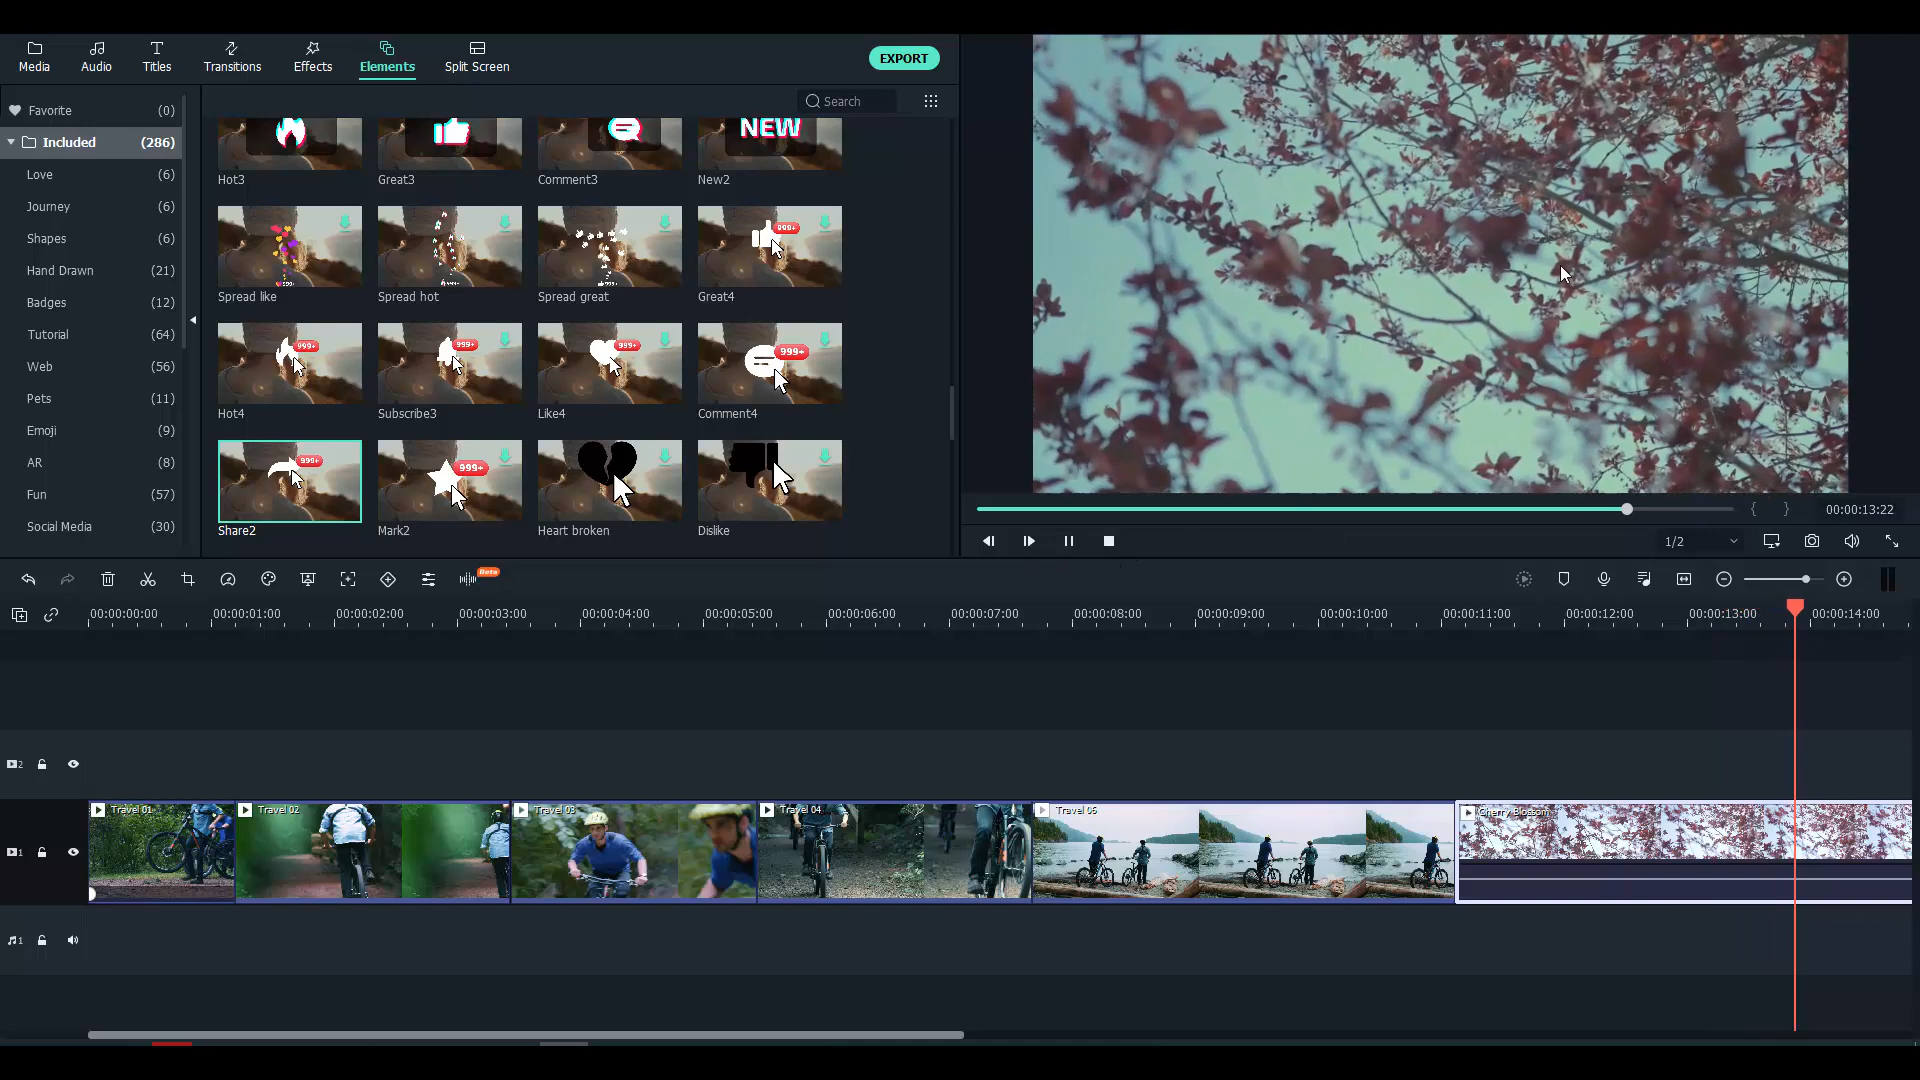 Media Audio Titles Transitions Effects Elements Split Screen EXPORT
Favorite (0)
Included (286)
Love (6)
Journey (6)
Shapes (6)
Hand Drawn (21)
Badges (12)
Tutorial (64)
Web (56)
Pets (11)
Emoji (9)
AR (8)
Fun (57)
Social Media (30)
Search
NEW
Hot3 Great3 Comment3 New2
999+
Spread like Spread hot Spread great Great4
999+ 999+ 999+ 999+
Hot4 Subscribe3 Like4 Comment4
999+ 999+
Share2 Mark2 Heart broken Dislike
{ } 00:00:13:22
1/2
Beta
00:00:00:00 00:00:01:00 00:00:02:00 00:00:03:00 00:00:04:00 00:00:05:00 00:00:06:00 00:00:07:00 00:00:08:00 00:00:09:00 00:00:10:00 00:00:11:00 00:00:12:00 00:00:13:00 00:00:14:00
2
Travel 01 Travel 02 Travel 03 Travel 04 Travel 06 Cherry Blossom
1
1